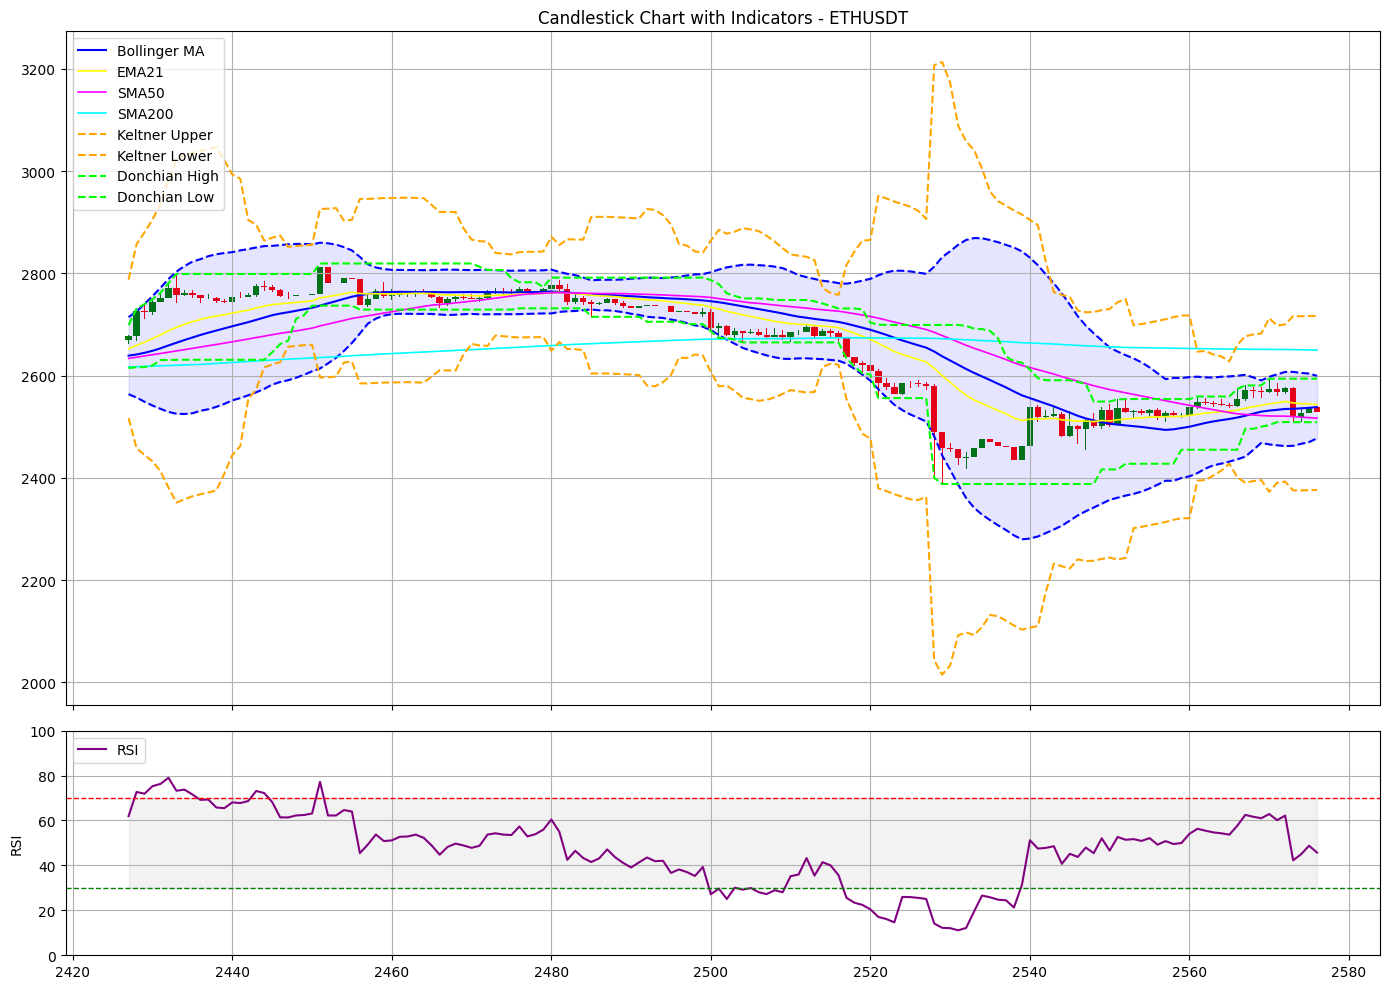 Candlestick Chart with Indicators - ETHUSDT
Bollinger MA
EMA21
SMA50
SMA200
Keltner Upper
Keltner Lower
Donchian High
Donchian Low
3200
3000
2800
2600
2400
2200
2000
RSI
100
80
60
40
20
0
RSI
2420 2440 2460 2480 2500 2520 2540 2560 2580